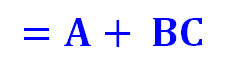 = A + BC